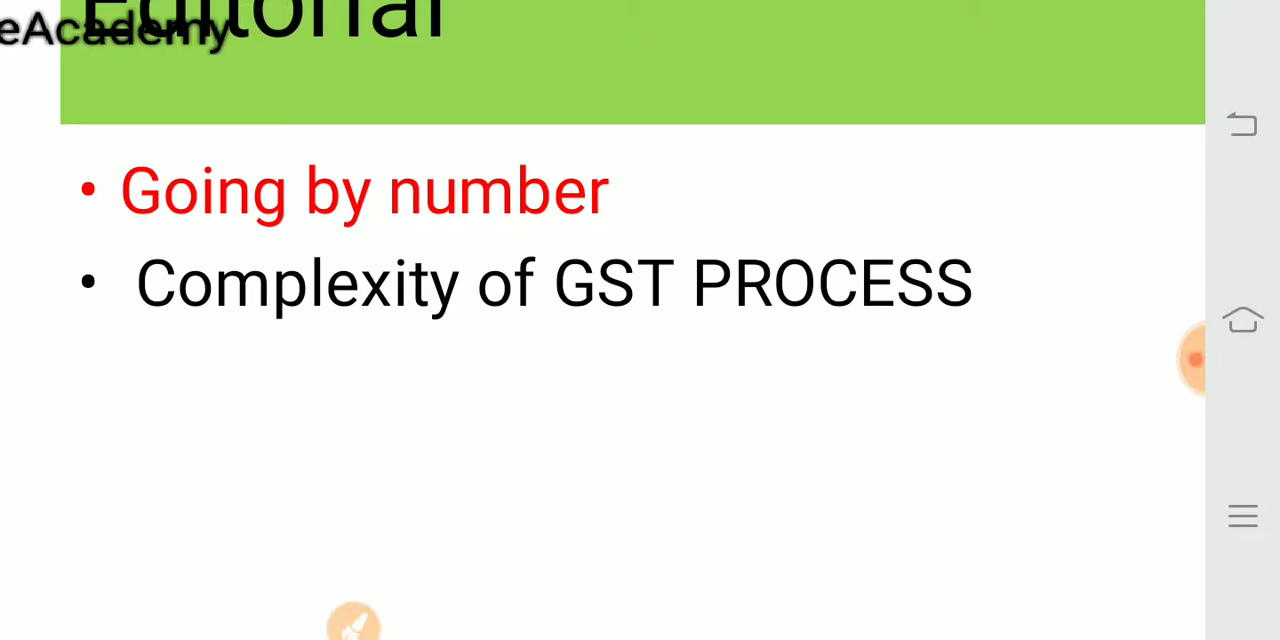 Editorial
eAcademy
• Going by number
• Complexity of GST PROCESS